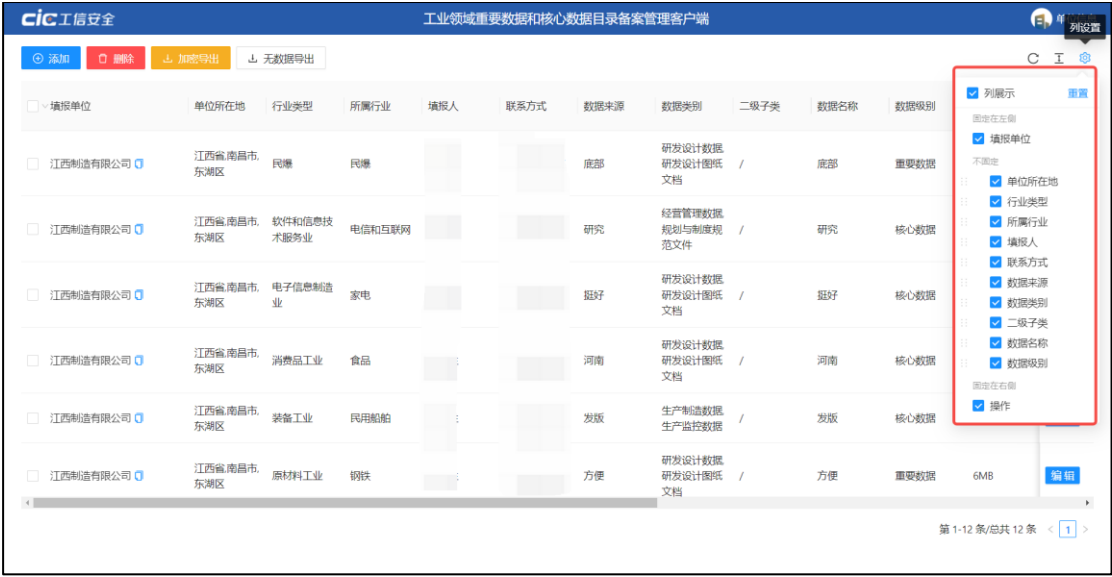 CIC工信安全
工业领域重要数据和核心数据目录备案管理客户端
列设置
添加 删除 加密导出 无数据导出
填报单位 单位所在地 行业类型 所属行业 填报人 联系方式 数据来源 数据类别 二级子类 数据名称 数据级别
江西制造有限公司 江西省,南昌市,东湖区 民爆 民爆 底部 研发设计数据,研发设计图纸文档 / 底部 重要数据
江西制造有限公司 江西省,南昌市,东湖区 软件和信息技术服务业 电信和互联网 研究 经营管理数据,规划与制度规范文件 / 研究 核心数据
江西制造有限公司 江西省,南昌市,东湖区 电子信息制造业 家电 挺好 研发设计数据,研发设计图纸文档 / 挺好 核心数据
江西制造有限公司 江西省,南昌市,东湖区 消费品工业 食品 河南 研发设计数据,研发设计图纸文档 / 河南 核心数据
江西制造有限公司 江西省,南昌市,东湖区 装备工业 民用船舶 发版 生产制造数据,生产监控数据 / 发版 核心数据
江西制造有限公司 江西省,南昌市,东湖区 原材料工业 钢铁 方便 研发设计数据,研发设计图纸文档 / 方便 重要数据 6MB 编辑
列展示 重置
固定在左侧
填报单位
不固定
单位所在地
行业类型
所属行业
填报人
联系方式
数据来源
数据类别
二级子类
数据名称
数据级别
固定在右侧
操作
第 1-12 条/总共 12 条 < 1 >